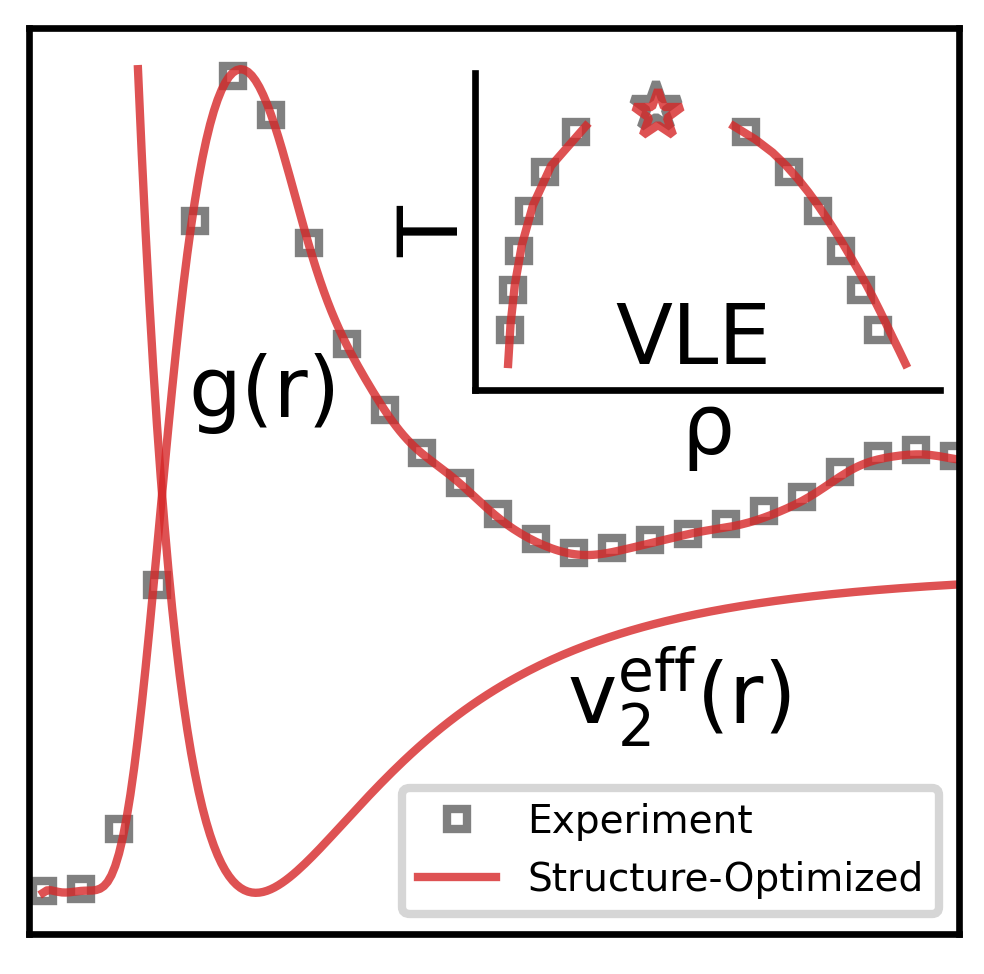 T
VLE
ρ
g(r)
v₂ᵉᶠᶠ(r)
Experiment
Structure-Optimized